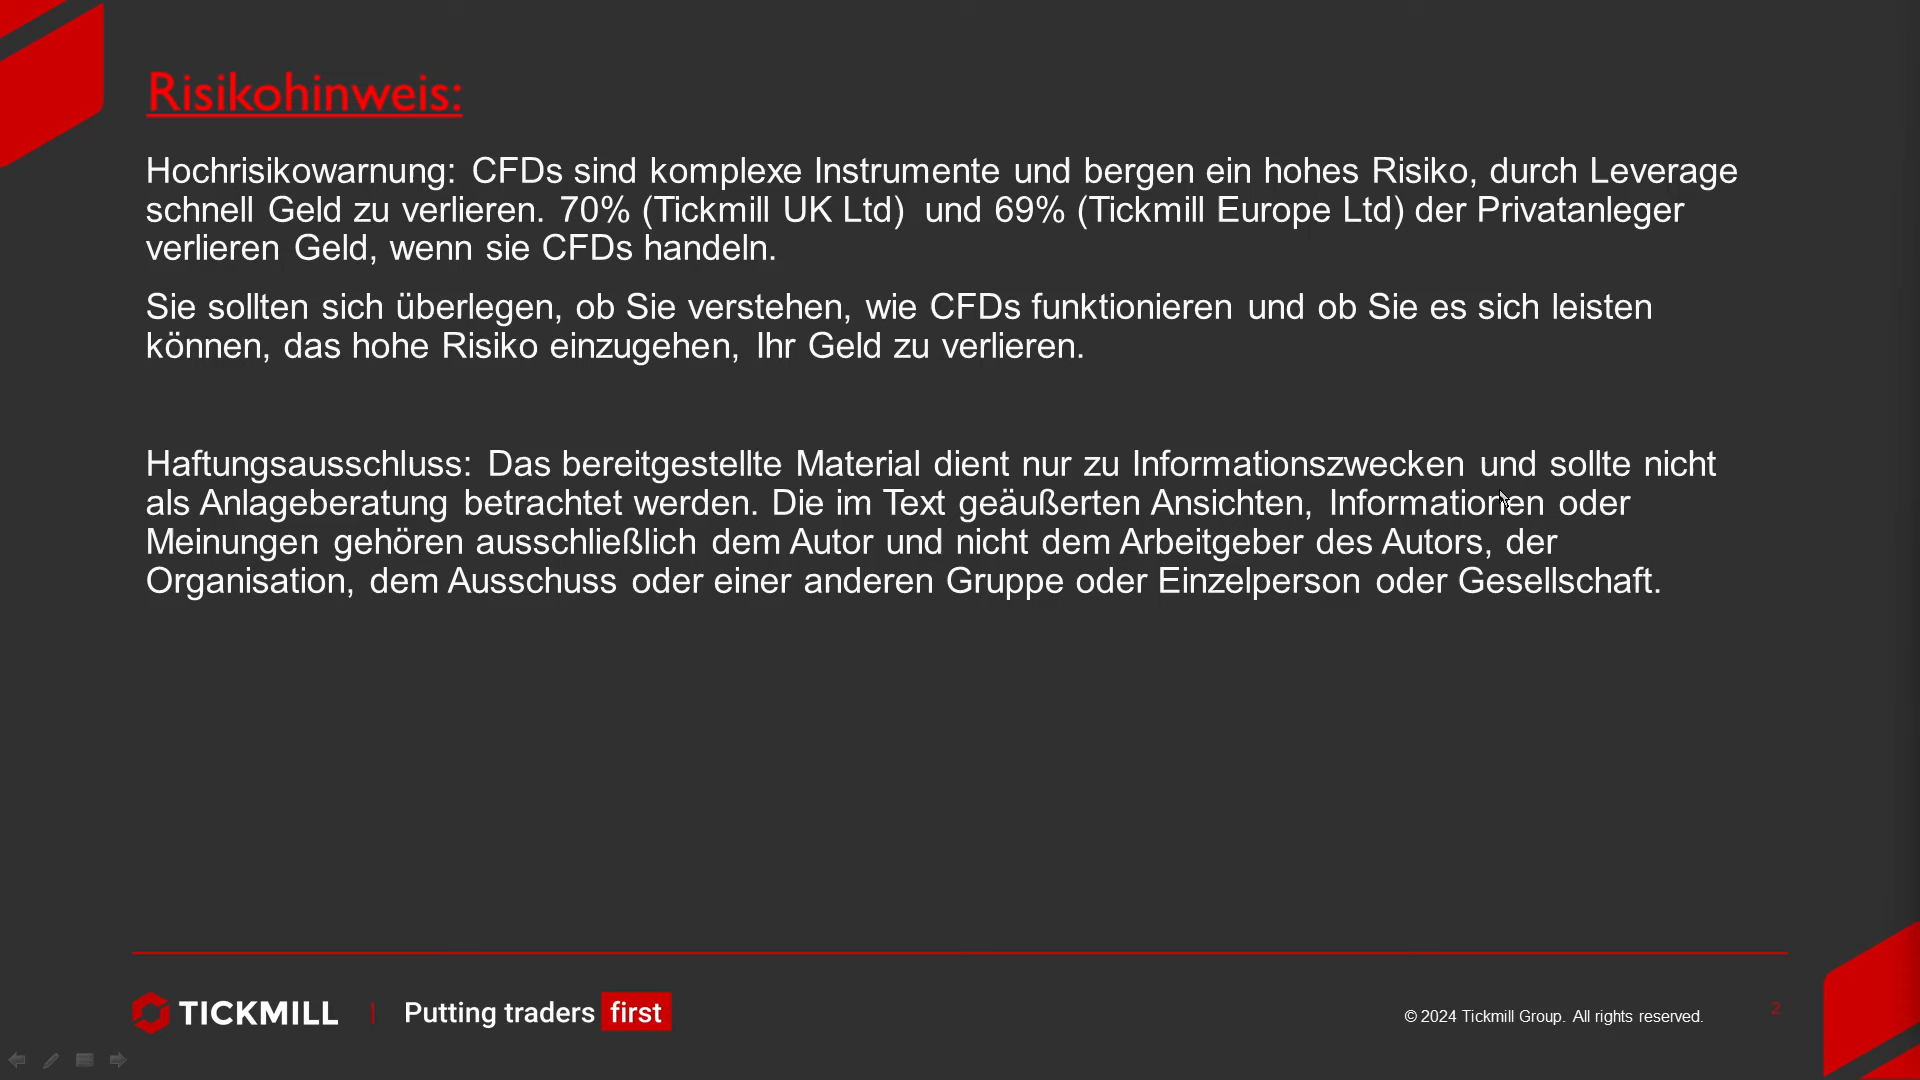 Risikohinweis:
Hochrisikowarnung: CFDs sind komplexe Instrumente und bergen ein hohes Risiko, durch Leverage
schnell Geld zu verlieren. 70% (Tickmill UK Ltd) und 69% (Tickmill Europe Ltd) der Privatanleger
verlieren Geld, wenn sie CFDs handeln.
Sie sollten sich überlegen, ob Sie verstehen, wie CFDs funktionieren und ob Sie es sich leisten
können, das hohe Risiko einzugehen, Ihr Geld zu verlieren.
Haftungsausschluss: Das bereitgestellte Material dient nur zu Informationszwecken und sollte nicht
als Anlageberatung betrachtet werden. Die im Text geäußerten Ansichten, Informationen oder
Meinungen gehören ausschließlich dem Autor und nicht dem Arbeitgeber des Autors, der
Organisation, dem Ausschuss oder einer anderen Gruppe oder Einzelperson oder Gesellschaft.
TICKMILL | Putting traders first
© 2024 Tickmill Group. All rights reserved.
2